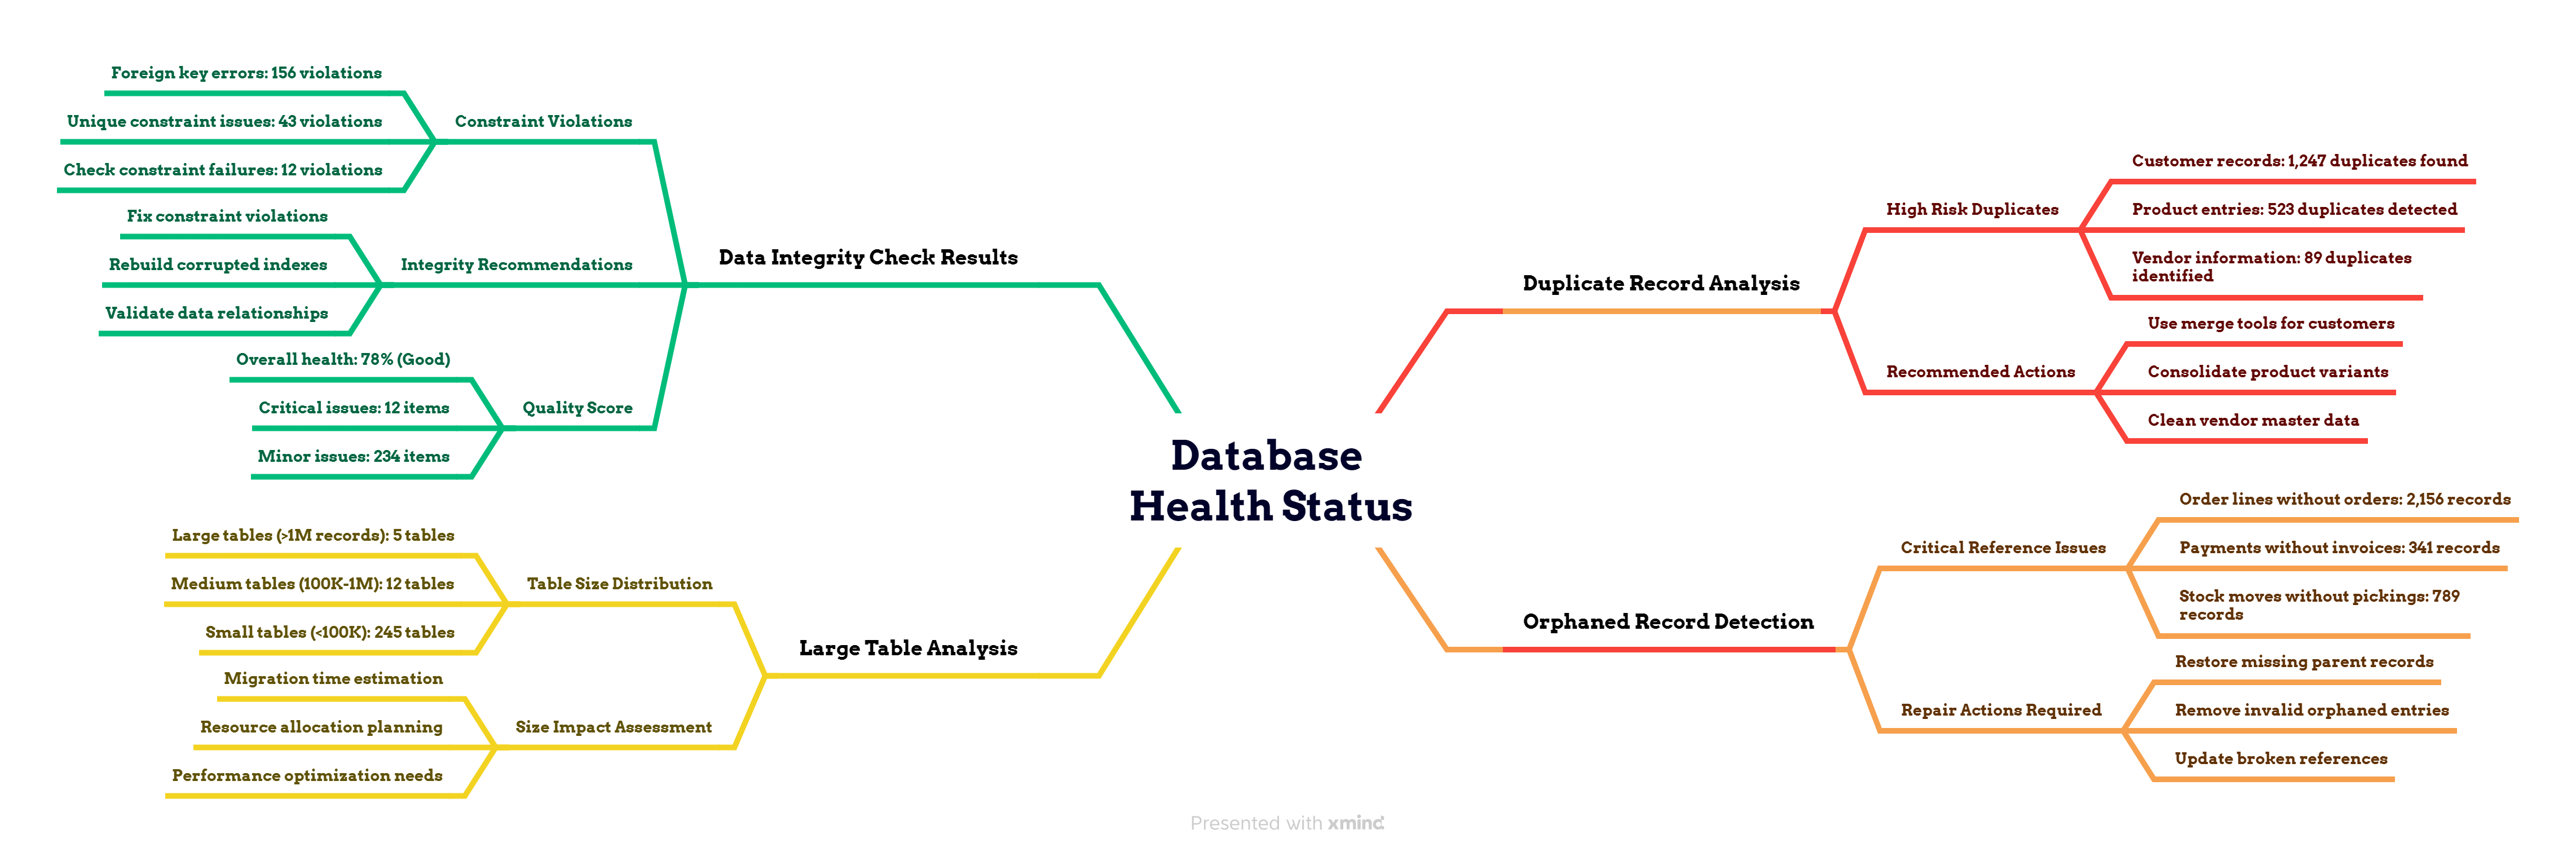 Database
Health Status
Duplicate Record Analysis
High Risk Duplicates
Customer records: 1,247 duplicates found
Product entries: 523 duplicates detected
Vendor information: 89 duplicates
identified
Recommended Actions
Use merge tools for customers
Consolidate product variants
Clean vendor master data
Orphaned Record Detection
Critical Reference Issues
Order lines without orders: 2,156 records
Payments without invoices: 341 records
Stock moves without pickings: 789
records
Repair Actions Required
Restore missing parent records
Remove invalid orphaned entries
Update broken references
Data Integrity Check Results
Constraint Violations
Foreign key errors: 156 violations
Unique constraint issues: 43 violations
Check constraint failures: 12 violations
Integrity Recommendations
Fix constraint violations
Rebuild corrupted indexes
Validate data relationships
Quality Score
Overall health: 78% (Good)
Critical issues: 12 items
Minor issues: 234 items
Large Table Analysis
Table Size Distribution
Large tables (>1M records): 5 tables
Medium tables (100K-1M): 12 tables
Small tables (<100K): 245 tables
Size Impact Assessment
Migration time estimation
Resource allocation planning
Performance optimization needs
Presented with xmind